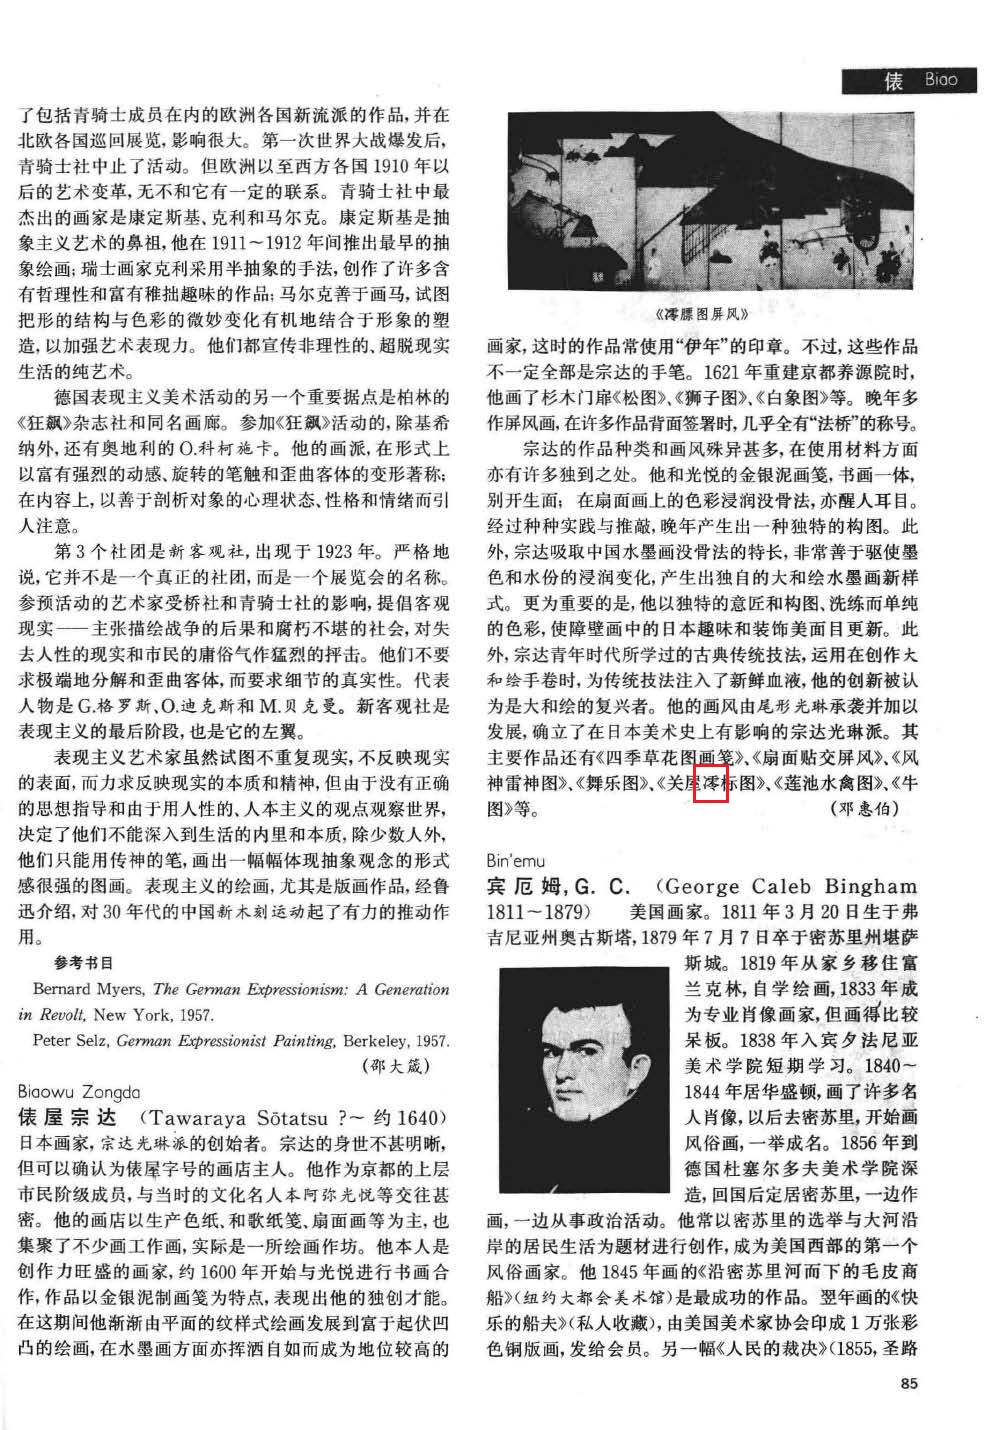 俵 Biao
了包括青骑士成员在内的欧洲各国新流派的作品,并在
北欧各国巡回展览,影响很大。第一次世界大战爆发后,
青骑士社中止了活动。但欧洲以至西方各国 1910 年以
后的艺术变革,无不和它有一定的联系。青骑士社中最
杰出的画家是康定斯基、克利和马尔克。康定斯基是抽
象主义艺术的鼻祖,他在 1911～1912 年间推出最早的抽
象绘画;瑞士画家克利采用半抽象的手法,创作了许多含
有哲理性和富有稚拙趣味的作品;马尔克善于画马,试图
把形的结构与色彩的微妙变化有机地结合于形象的塑
造,以加强艺术表现力。他们都宣传非理性的、超脱现实
生活的纯艺术。
德国表现主义美术活动的另一个重要据点是柏林的
《狂飙》杂志社和同名画廊。参加《狂飙》活动的,除基希
纳外,还有奥地利的O.科柯施卡。他的画派,在形式上
以富有强烈的动感、旋转的笔触和歪曲客体的变形著称;
在内容上,以善于剖析对象的心理状态、性格和情绪而引
人注意。
第 3 个社团是新客观社,出现于 1923 年。严格地
说,它并不是一个真正的社团,而是一个展览会的名称。
参预活动的艺术家受桥社和青骑士社的影响,提倡客观
现实——主张描绘战争的后果和腐朽不堪的社会,对失
去人性的现实和市民的庸俗气作猛烈的抨击。他们不要
求极端地分解和歪曲客体,而要求细节的真实性。代表
人物是 G.格罗斯、O.迪克斯和 M.贝克曼。新客观社是
表现主义的最后阶段,也是它的左翼。
表现主义艺术家虽然试图不重复现实,不反映现实
的表面,而力求反映现实的本质和精神,但由于没有正确
的思想指导和由于用人性的、人本主义的观点观察世界,
决定了他们不能深入到生活的内里和本质,除少数人外,
他们只能用传神的笔,画出一幅幅体现抽象观念的形式
感很强的图画。表现主义的绘画,尤其是版画作品,经鲁
迅介绍,对 30 年代的中国新木刻运动起了有力的推动作
用。
参考书目
Bernard Myers, The German Expressionism: A Generation
in Revolt, New York, 1957.
Peter Selz, German Expressionist Painting, Berkeley, 1957.
(邵大箴)
Biaowu Zongda
俵屋宗达 （Tawaraya Sōtatsu ?～约 1640）
日本画家,宗达光琳派的创始者。宗达的身世不甚明晰,
但可以确认为俵屋字号的画店主人。他作为京都的上层
市民阶级成员,与当时的文化名人本阿弥光悦等交往甚
密。他的画店以生产色纸、和歌纸笺、扇面画等为主,也
集聚了不少画工作画,实际是一所绘画作坊。他本人是
创作力旺盛的画家,约 1600 年开始与光悦进行书画合
作,作品以金银泥制画笺为特点,表现出他的独创才能。
在这期间他渐渐由平面的纹样式绘画发展到富于起伏凹
凸的绘画,在水墨画方面亦挥洒自如而成为地位较高的
《澪膘图屏风》
画家,这时的作品常使用“伊年”的印章。不过,这些作品
不一定全部是宗达的手笔。1621 年重建京都养源院时,
他画了杉木门扉《松图》、《狮子图》、《白象图》等。晚年多
作屏风画,在许多作品背面签署时,几乎全有“法桥”的称号。
宗达的作品种类和画风殊异甚多,在使用材料方面
亦有许多独到之处。他和光悦的金银泥画笺,书画一体,
别开生面; 在扇面画上的色彩浸润没骨法,亦醒人耳目。
经过种种实践与推敲,晚年产生出一种独特的构图。此
外,宗达吸取中国水墨画没骨法的特长,非常善于驱使墨
色和水份的浸润变化,产生出独自的大和绘水墨画新样
式。更为重要的是,他以独特的意匠和构图、洗练而单纯
的色彩,使障壁画中的日本趣味和装饰美面目更新。此
外,宗达青年时代所学过的古典传统技法,运用在创作大
和绘手卷时,为传统技法注入了新鲜血液,他的创新被认
为是大和绘的复兴者。他的画风由尾形光琳承袭并加以
发展,确立了在日本美术史上有影响的宗达光琳派。其
主要作品还有《四季草花图画笺》、《扇面贴交屏风》、《风
神雷神图》、《舞乐图》、《关屋澪标图》、《莲池水禽图》、《牛
图》等。 (邓惠伯)
Bin'emu
宾厄姆,G. C. （George Caleb Bingham
1811～1879） 美国画家。1811 年 3 月 20 日生于弗
吉尼亚州奥古斯塔,1879 年 7 月 7 日卒于密苏里州堪萨
斯城。1819 年从家乡移住富
兰克林,自学绘画,1833 年成
为专业肖像画家,但画得比较
呆板。1838 年入宾夕法尼亚
美术学院短期学习。1840～
1844 年居华盛顿,画了许多名
人肖像,以后去密苏里,开始画
风俗画,一举成名。1856 年到
德国杜塞尔多夫美术学院深
造,回国后定居密苏里,一边作
画,一边从事政治活动。他常以密苏里的选举与大河沿
岸的居民生活为题材进行创作,成为美国西部的第一个
风俗画家。他 1845 年画的《沿密苏里河而下的毛皮商
船》(纽约大都会美术馆)是最成功的作品。翌年画的《快
乐的船夫》(私人收藏),由美国美术家协会印成 1 万张彩
色铜版画,发给会员。另一幅《人民的裁决》(1855,圣路
85